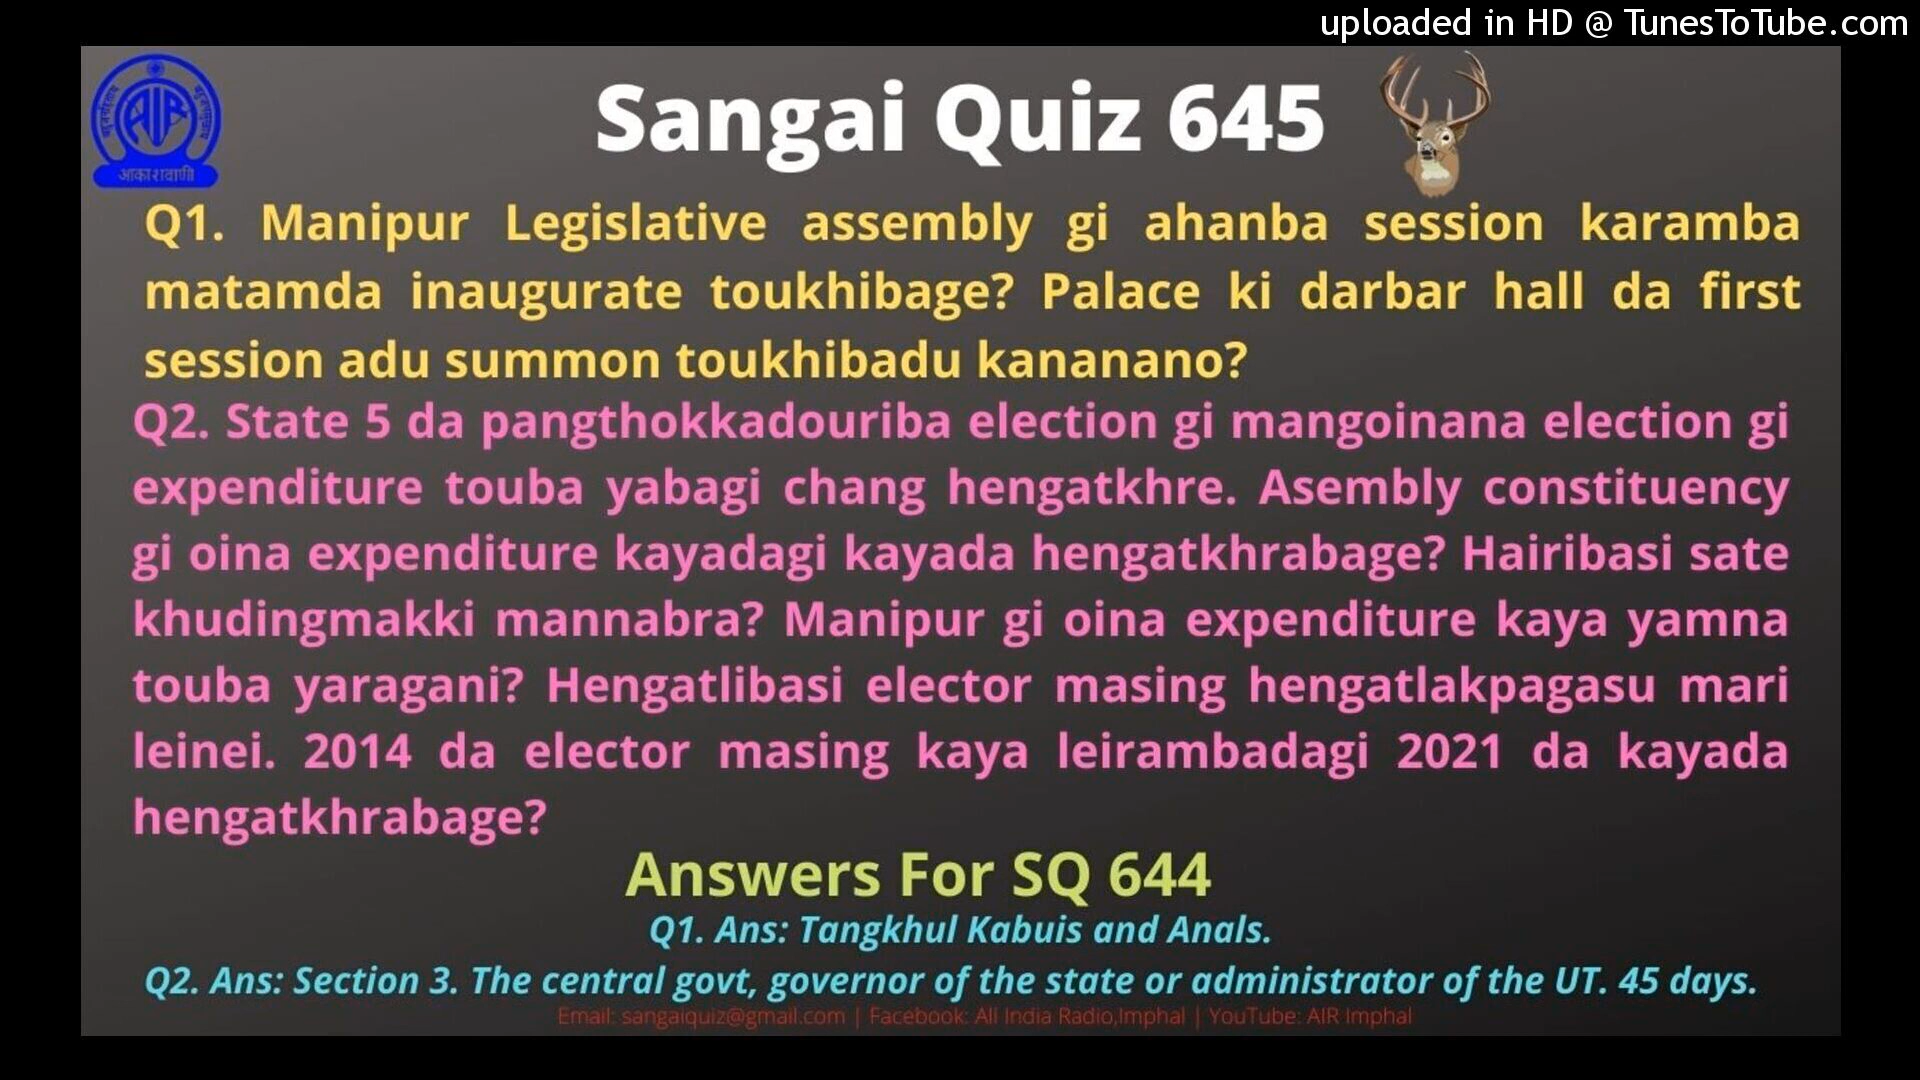 uploaded in HD @ TunesToTube.com
Sangai Quiz 645
आकाशवाणी
Q1. Manipur Legislative assembly gi ahanba session karamba
matamda inaugurate toukhibage? Palace ki darbar hall da first
session adu summon toukhibadu kananano?
Q2. State 5 da pangthokkadouriba election gi mangoinana election gi
expenditure touba yabagi chang hengatkhre. Asembly constituency
gi oina expenditure kayadagi kayada hengatkhrabage? Hairibasi sate
khudingmakki mannabra? Manipur gi oina expenditure kaya yamna
touba yaragani? Hengatlibasi elector masing hengatlakpagasu mari
leinei. 2014 da elector masing kaya leirambadagi 2021 da kayada
hengatkhrabage?
Answers For SQ 644
Q1. Ans: Tangkhul Kabuis and Anals.
Q2. Ans: Section 3. The central govt, governor of the state or administrator of the UT. 45 days.
Email: sangaiquiz@gmail.com | Facebook: All India Radio,Imphal | YouTube: AIR Imphal